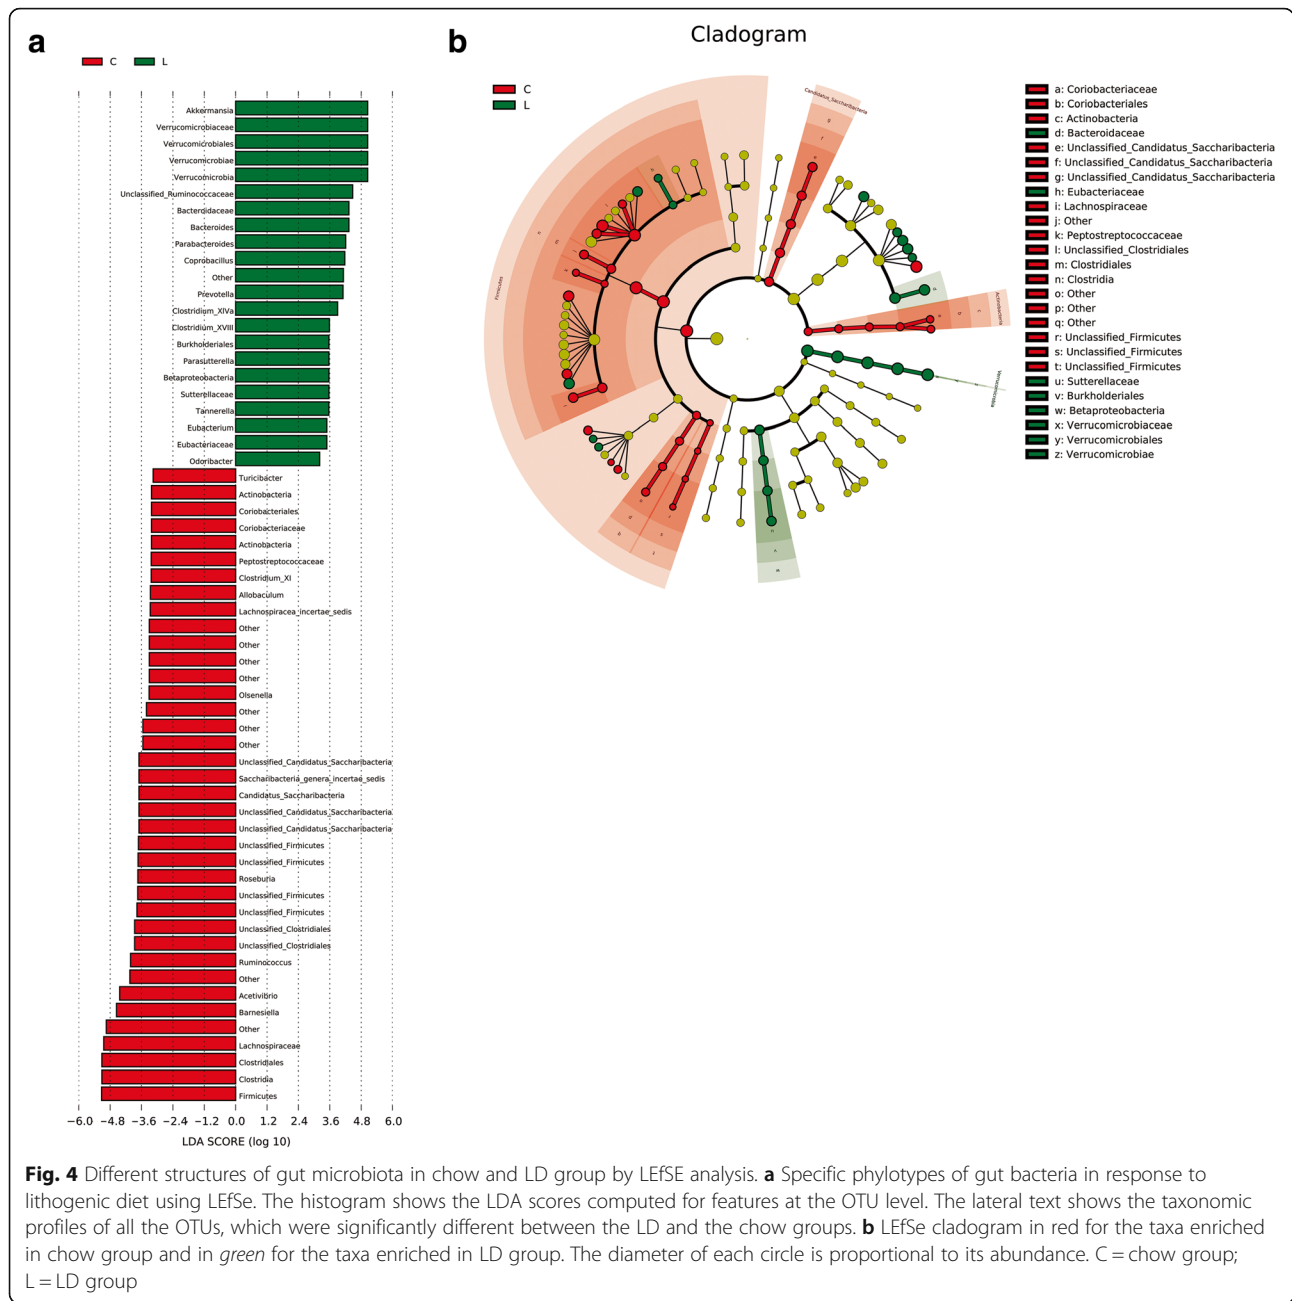 a
C L
Akkermansia
Verrucomicrobiaceae
Verrucomicrobiales
Verrucomicrobiae
Verrucomicrobia
Unclassified_Ruminococcaceae
Bacteroidaceae
Bacteroides
Parabacteroides
Coprobacillus
Other
Prevotella
Clostridium_XIVa
Clostridium_XVIII
Burkholderiales
Parasutterella
Betaproteobacteria
Sutterellaceae
Tannerella
Eubacterium
Eubacteriaceae
Odoribacter
Turicibacter
Actinobacteria
Coriobacteriales
Coriobacteriaceae
Actinobacteria
Peptostreptococcaceae
Clostridium_XI
Allobaculum
Lachnospiracea_incertae_sedis
Other
Other
Other
Other
Olsenella
Other
Other
Other
Unclassified_Candidatus_Saccharibacteria
Saccharibacteria_genera_incertae_sedis
Candidatus_Saccharibacteria
Unclassified_Candidatus_Saccharibacteria
Unclassified_Candidatus_Saccharibacteria
Unclassified_Firmicutes
Unclassified_Firmicutes
Roseburia
Unclassified_Firmicutes
Unclassified_Firmicutes
Unclassified_Clostridiales
Unclassified_Clostridiales
Ruminococcus
Other
Acetivibrio
Barnesiella
Other
Lachnospiraceae
Clostridiales
Clostridia
Firmicutes
−6.0 −4.8 −3.6 −2.4 −1.2 0.0 1.2 2.4 3.6 4.8 6.0
LDA SCORE (log 10)
b
Cladogram
C
L
Candidatus_Saccharibacteria
g
f
e
Firmicutes
Actinobacteria
d
a
b
c
Verrucomicrobia
u
v
w
a: Coriobacteriaceae
b: Coriobacteriales
c: Actinobacteria
d: Bacteroidaceae
e: Unclassified_Candidatus_Saccharibacteria
f: Unclassified_Candidatus_Saccharibacteria
g: Unclassified_Candidatus_Saccharibacteria
h: Eubacteriaceae
i: Lachnospiraceae
j: Other
k: Peptostreptococcaceae
l: Unclassified_Clostridiales
m: Clostridiales
n: Clostridia
o: Other
p: Other
q: Other
r: Unclassified_Firmicutes
s: Unclassified_Firmicutes
t: Unclassified_Firmicutes
u: Sutterellaceae
v: Burkholderiales
w: Betaproteobacteria
x: Verrucomicrobiaceae
y: Verrucomicrobiales
z: Verrucomicrobiae
Fig. 4 Different structures of gut microbiota in chow and LD group by LEfSE analysis. a Specific phylotypes of gut bacteria in response to
lithogenic diet using LEfSe. The histogram shows the LDA scores computed for features at the OTU level. The lateral text shows the taxonomic
profiles of all the OTUs, which were significantly different between the LD and the chow groups. b LEfSe cladogram in red for the taxa enriched
in chow group and in green for the taxa enriched in LD group. The diameter of each circle is proportional to its abundance. C = chow group;
L = LD group